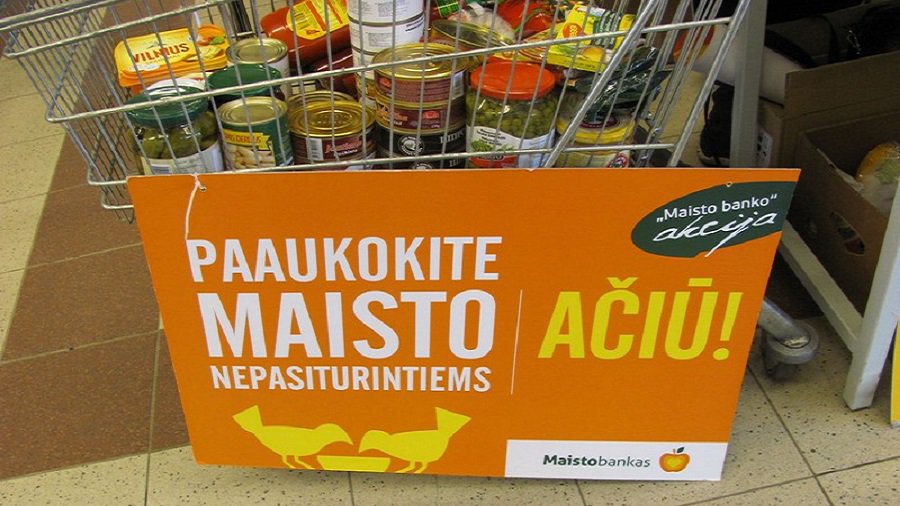 VILNIUS
„Maisto banko“
akcija
PAAUKOKITE
MAISTO
NEPASITURINTIEMS
AČIŪ!
Maistobankas